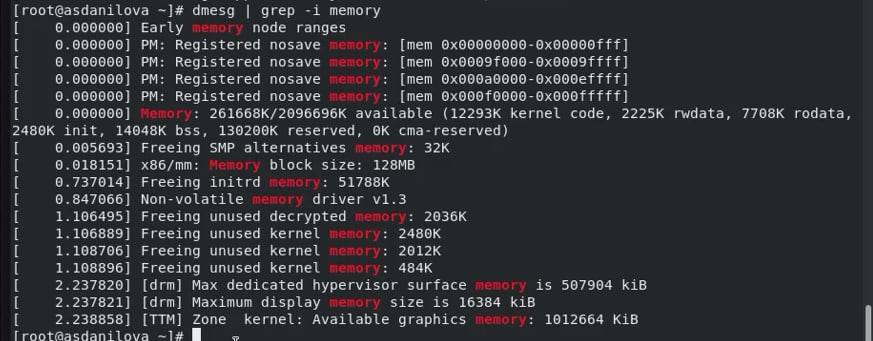 [root@asdanilova ~]# dmesg | grep -i memory
[    0.000000] Early memory node ranges
[    0.000000] PM: Registered nosave memory: [mem 0x00000000-0x00000fff]
[    0.000000] PM: Registered nosave memory: [mem 0x0009f000-0x0009ffff]
[    0.000000] PM: Registered nosave memory: [mem 0x000a0000-0x000effff]
[    0.000000] PM: Registered nosave memory: [mem 0x000f0000-0x000fffff]
[    0.000000] Memory: 261668K/2096696K available (12293K kernel code, 2225K rwdata, 7708K rodata,
2480K init, 14048K bss, 130200K reserved, 0K cma-reserved)
[    0.005693] Freeing SMP alternatives memory: 32K
[    0.018151] x86/mm: Memory block size: 128MB
[    0.737014] Freeing initrd memory: 51788K
[    0.847066] Non-volatile memory driver v1.3
[    1.106495] Freeing unused decrypted memory: 2036K
[    1.106889] Freeing unused kernel memory: 2480K
[    1.108706] Freeing unused kernel memory: 2012K
[    1.108896] Freeing unused kernel memory: 484K
[    2.237820] [drm] Max dedicated hypervisor surface memory is 507904 kiB
[    2.237821] [drm] Maximum display memory size is 16384 kiB
[    2.238858] [TTM] Zone  kernel: Available graphics memory: 1012664 KiB
[root@asdanilova ~]#